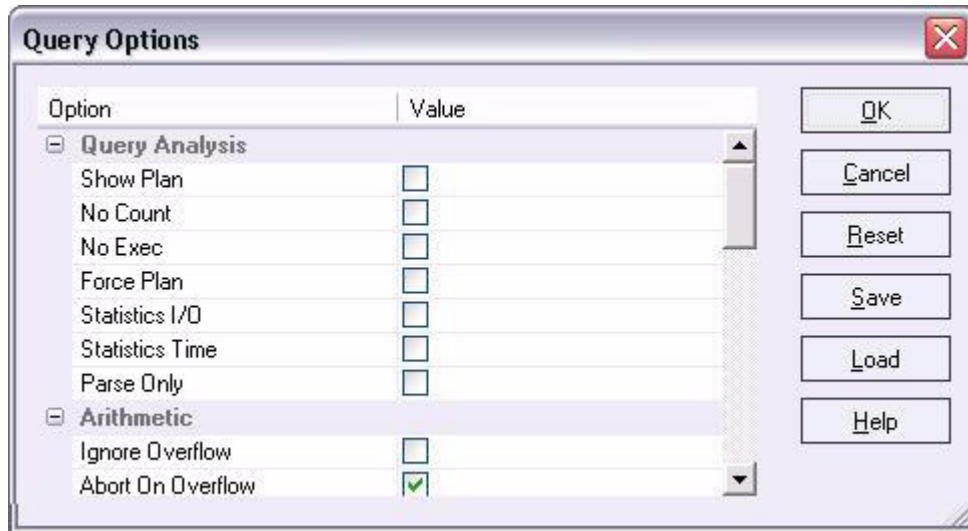 Query Options
Option Value
Query Analysis
Show Plan
No Count
No Exec
Force Plan
Statistics I/O
Statistics Time
Parse Only
Arithmetic
Ignore Overflow
Abort On Overflow
OK
Cancel
Reset
Save
Load
Help